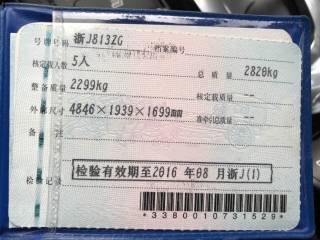 号牌号码 浙J813ZG 档案编号
核定载人数 5人 总质量 2820kg
整备质量 2299kg 核定载质量 --
外廓尺寸 4846×1939×1699mm 准牵引总质量 --
备注
检验记录 检验有效期至2016 年08 月浙J(1)
*3380010731529*